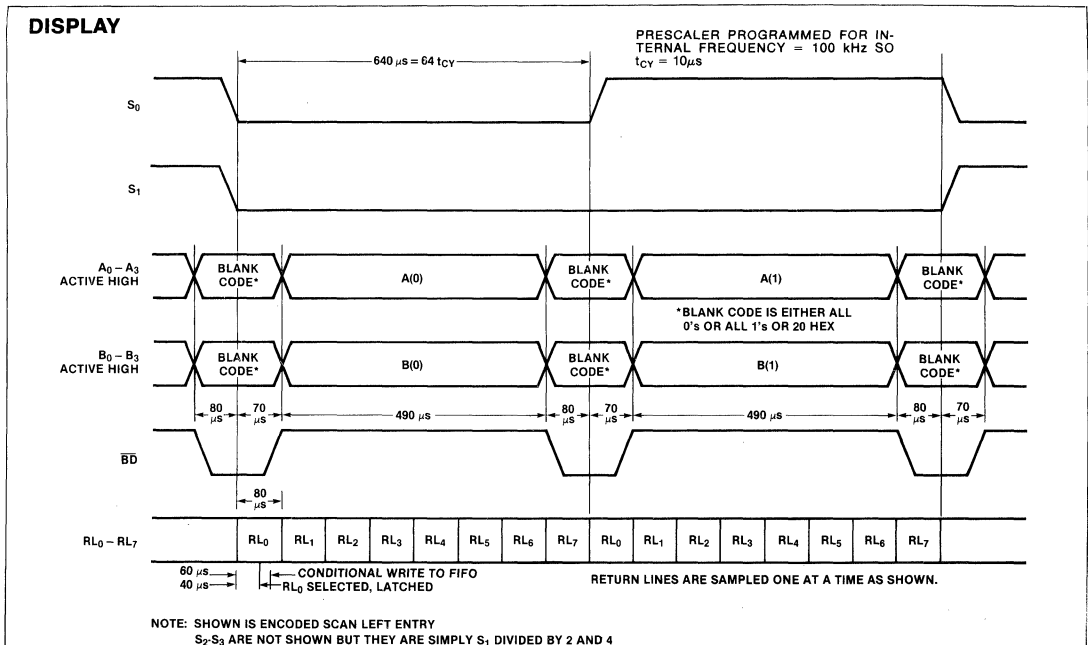 DISPLAY
PRESCALER PROGRAMMED FOR IN-
TERNAL FREQUENCY = 100 kHz SO
tCY = 10µs
640 µs = 64 tCY
S0
S1
A0 – A3
ACTIVE HIGH
BLANK
CODE*
A(0)
BLANK
CODE*
A(1)
BLANK
CODE*
*BLANK CODE IS EITHER ALL
0's OR ALL 1's OR 20 HEX
B0 – B3
ACTIVE HIGH
BLANK
CODE*
B(0)
BLANK
CODE*
B(1)
BLANK
CODE*
80
µs
70
µs
490 µs
80
µs
70
µs
490 µs
80
µs
70
µs
BD
80
µs
RL0 – RL7
RL0 RL1 RL2 RL3 RL4 RL5 RL6 RL7 RL0 RL1 RL2 RL3 RL4 RL5 RL6 RL7
60 µs
CONDITIONAL WRITE TO FIFO
40 µs
RL0 SELECTED, LATCHED
RETURN LINES ARE SAMPLED ONE AT A TIME AS SHOWN.
NOTE: SHOWN IS ENCODED SCAN LEFT ENTRY
S2-S3 ARE NOT SHOWN BUT THEY ARE SIMPLY S1 DIVIDED BY 2 AND 4